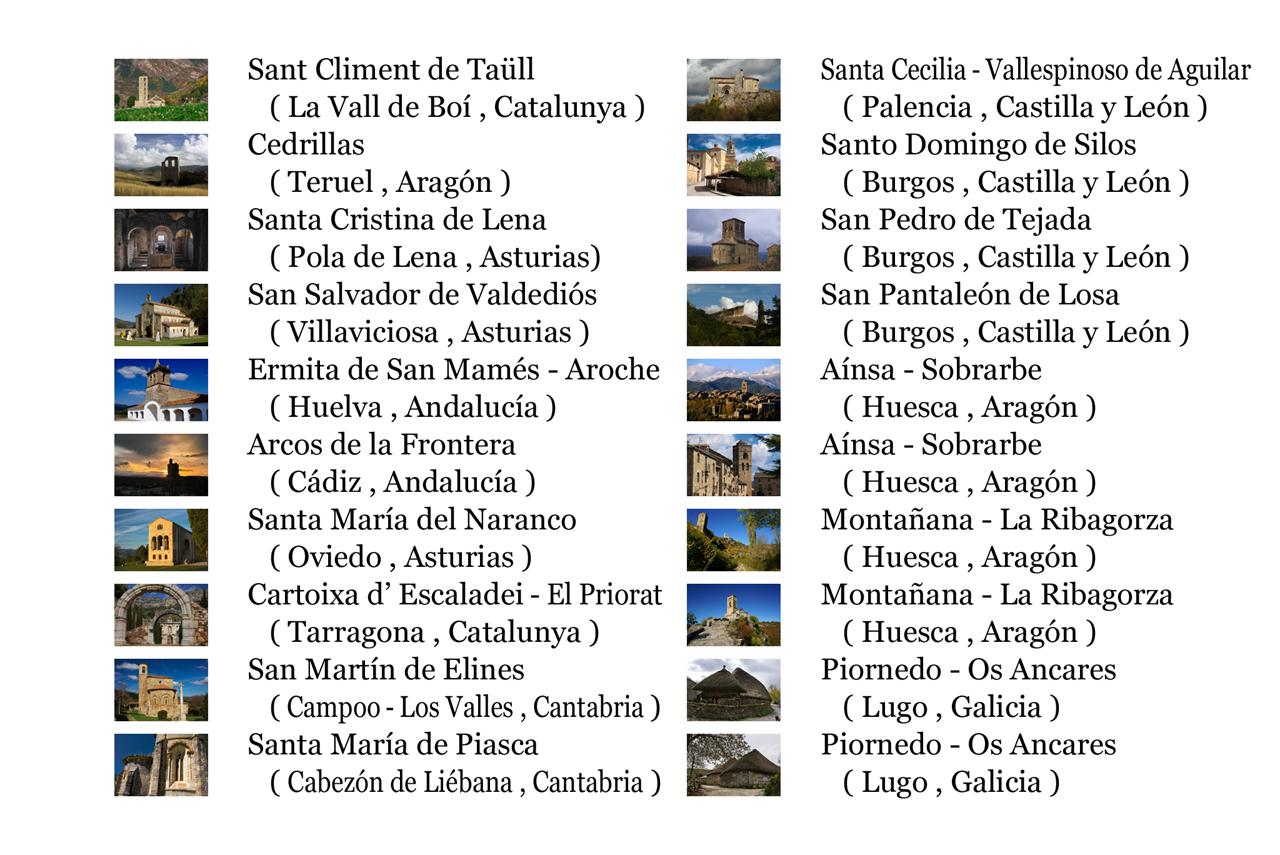 Sant Climent de Taüll
( La Vall de Boí , Catalunya )
Cedrillas
( Teruel , Aragón )
Santa Cristina de Lena
( Pola de Lena , Asturias)
San Salvador de Valdediós
( Villaviciosa , Asturias )
Ermita de San Mamés - Aroche
( Huelva , Andalucía )
Arcos de la Frontera
( Cádiz , Andalucía )
Santa María del Naranco
( Oviedo , Asturias )
Cartoixa d’ Escaladei - El Priorat
( Tarragona , Catalunya )
San Martín de Elines
( Campoo - Los Valles , Cantabria )
Santa María de Piasca
( Cabezón de Liébana , Cantabria )
Santa Cecilia - Vallespinoso de Aguilar
( Palencia , Castilla y León )
Santo Domingo de Silos
( Burgos , Castilla y León )
San Pedro de Tejada
( Burgos , Castilla y León )
San Pantaleón de Losa
( Burgos , Castilla y León )
Aínsa - Sobrarbe
( Huesca , Aragón )
Aínsa - Sobrarbe
( Huesca , Aragón )
Montañana - La Ribagorza
( Huesca , Aragón )
Montañana - La Ribagorza
( Huesca , Aragón )
Piornedo - Os Ancares
( Lugo , Galicia )
Piornedo - Os Ancares
( Lugo , Galicia )